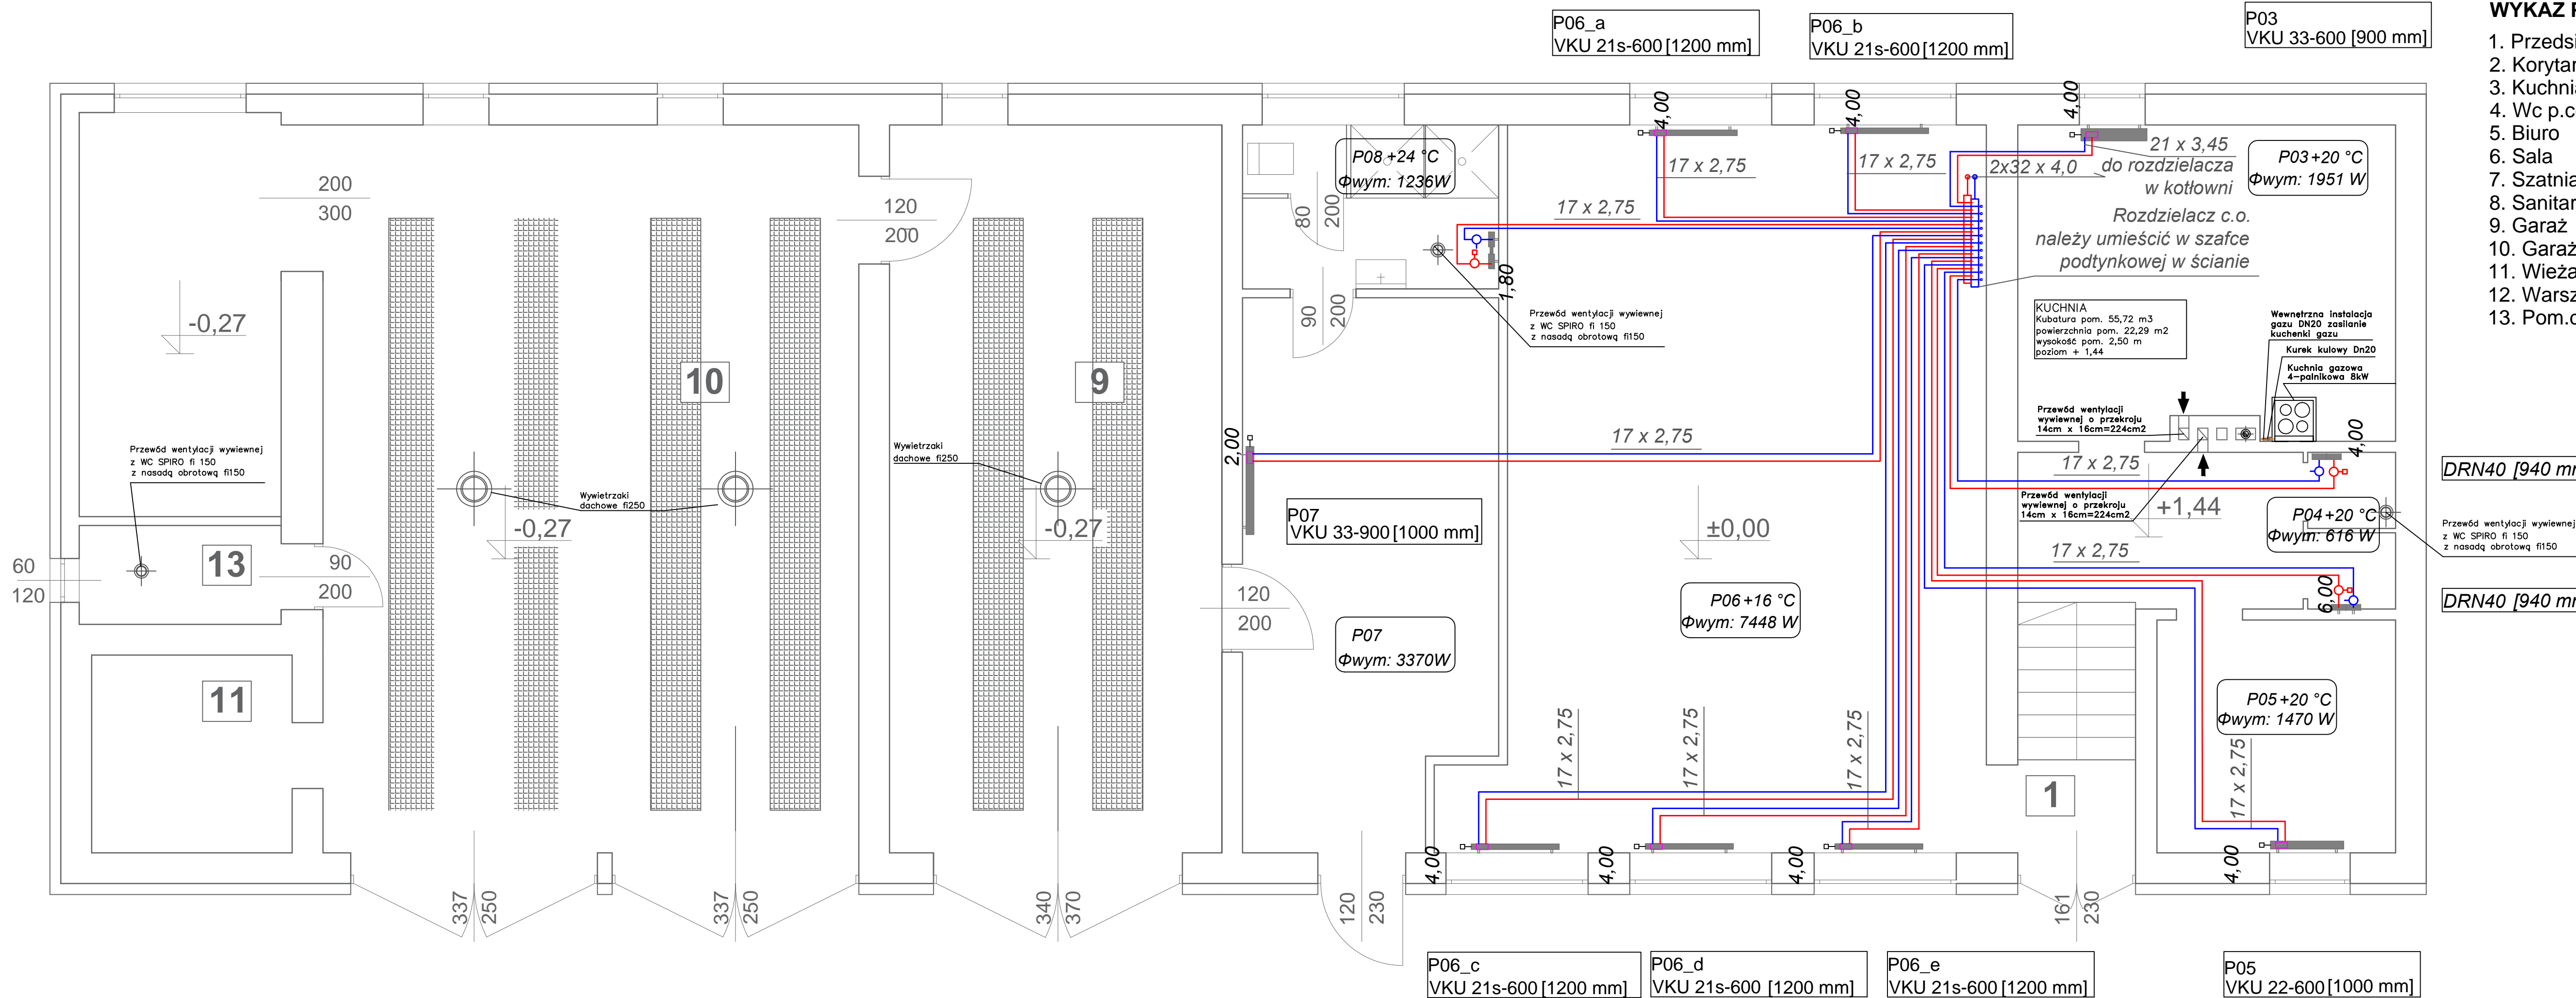 P06_a
VKU 21s-600 [1200 mm]
P06_b
VKU 21s-600 [1200 mm]
P03
VKU 33-600 [900 mm]
WYKAZ
1. Przedsi
2. Korytar
3. Kuchnia
4. Wc p.c
5. Biuro
6. Sala
7. Szatnia
8. Sanitar
9. Garaż
10. Garaż
11. Wieża
12. Warsz
13. Pom.
4,00
4,00
4,00
P08 +24 °C
Φwym: 1236W
17 x 2,75
17 x 2,75
21 x 3,45
2x32 x 4,0
do rozdzielacza
w kotłowni
P03 +20 °C
Φwym: 1951 W
200
300
120
200
80
200
17 x 2,75
Rozdzielacz c.o.
należy umieścić w szafce
podtynkowej w ścianie
1,80
90
200
-0,27
Przewód wentylacji wywiewnej
z WC SPIRO fi 150
z nasadą obrotową fi150
KUCHNIA
Kubatura pom. 55,72 m3
powierzchnia pom. 22,29 m2
wysokość pom. 2,50 m
poziom + 1,44
Wewnętrzna instalacja
gazu DN20 zasilanie
kuchenki gazu
Kurek kulowy Dn20
Kuchnia gazowa
4-palnikowa 8kW
10
9
Przewód wentylacji
wywiewnej o przekroju
14cm x 16cm=224cm2
Przewód wentylacji wywiewnej
z WC SPIRO fi 150
z nasadą obrotową fi150
Wywietrzaki
dachowe fi250
2,00
17 x 2,75
4,00
17 x 2,75
DRN40 [940 mm
Wywietrzaki
dachowe fi250
Przewód wentylacji
wywiewnej o przekroju
14cm x 16cm=224cm2
+1,44
P04 +20 °C
Φwym: 616 W
Przewód wentylacji wywiewnej
z WC SPIRO fi 150
z nasadą obrotową fi150
-0,27
-0,27
P07
VKU 33-900 [1000 mm]
±0,00
17 x 2,75
13
60
120
90
200
120
200
6,00
DRN40 [940 mm
P06 +16 °C
Φwym: 7448 W
P07
Φwym: 3370W
11
P05 +20 °C
Φwym: 1470 W
17 x 2,75
17 x 2,75
17 x 2,75
17 x 2,75
1
4,00
4,00
4,00
4,00
337
250
337
250
340
370
120
230
161
230
P06_c
VKU 21s-600 [1200 mm]
P06_d
VKU 21s-600 [1200 mm]
P06_e
VKU 21s-600 [1200 mm]
P05
VKU 22-600 [1000 mm]